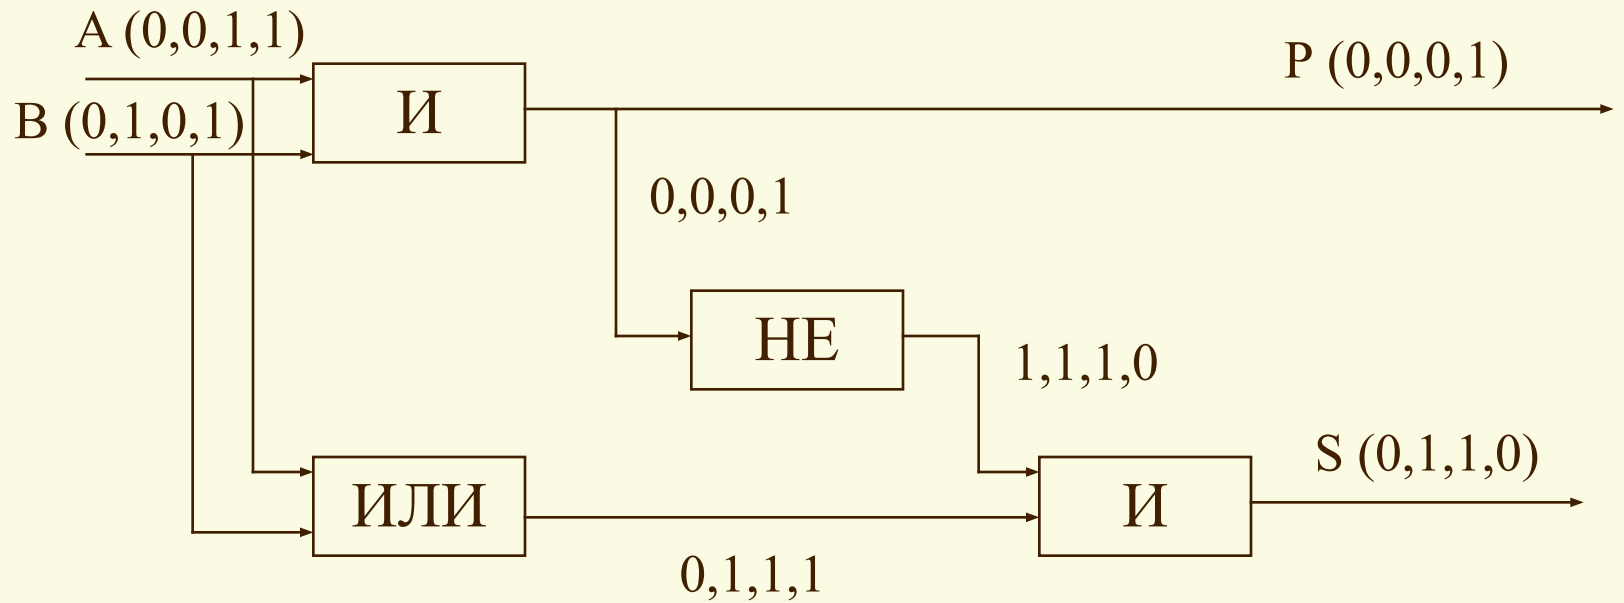 A (0,0,1,1)
P (0,0,0,1)
И
B (0,1,0,1)
0,0,0,1
НЕ
1,1,1,0
S (0,1,1,0)
ИЛИ
И
0,1,1,1